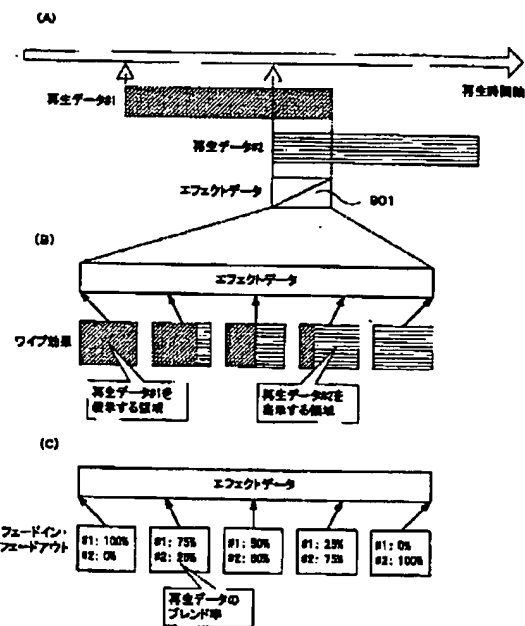 (A)
再生時間軸
再生データ#1
再生データ#2
エフェクトデータ
901
(B)
エフェクトデータ
ワイプ効果
再生データ#1を
表示する領域
再生データ#2を
表示する領域
(C)
エフェクトデータ
フェードイン・
フェードアウト
#1: 100%
#2: 0%
#1: 75%
#2: 25%
#1: 50%
#2: 50%
#1: 25%
#2: 75%
#1: 0%
#2: 100%
再生データの
ブレンド率